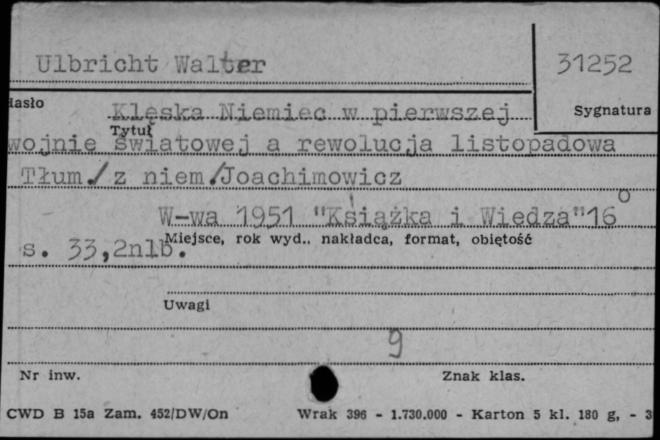 Ulbricht Walter
31252
Hasło
Sygnatura
Klęska Niemiec w pierwszej
Tytuł
wojnie światowej a rewolucja listopadowa
Tłum./z niem./Joachimowicz
W-wa 1951 "Książka i Wiedza"16°
Miejsce, rok wyd., nakładca, format, objętość
s. 33,2nlb.
Uwagi
9
Nr inw.
Znak klas.
CWD B 15a Zam. 452/DW/On Wrak 396 - 1.730.000 - Karton 5 kl. 180 g, - 3